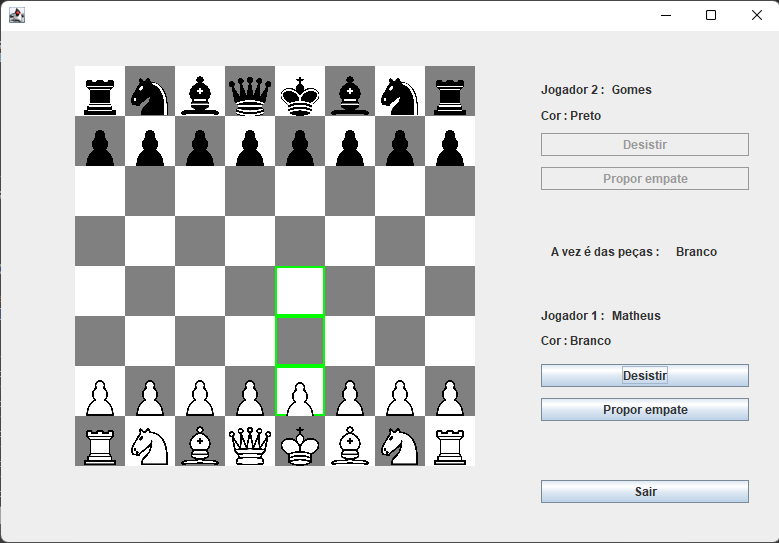 Jogador 2 : Gomes
Cor : Preto
Desistir
Propor empate
A vez é das peças : Branco
Jogador 1 : Matheus
Cor : Branco
Desistir
Propor empate
Sair